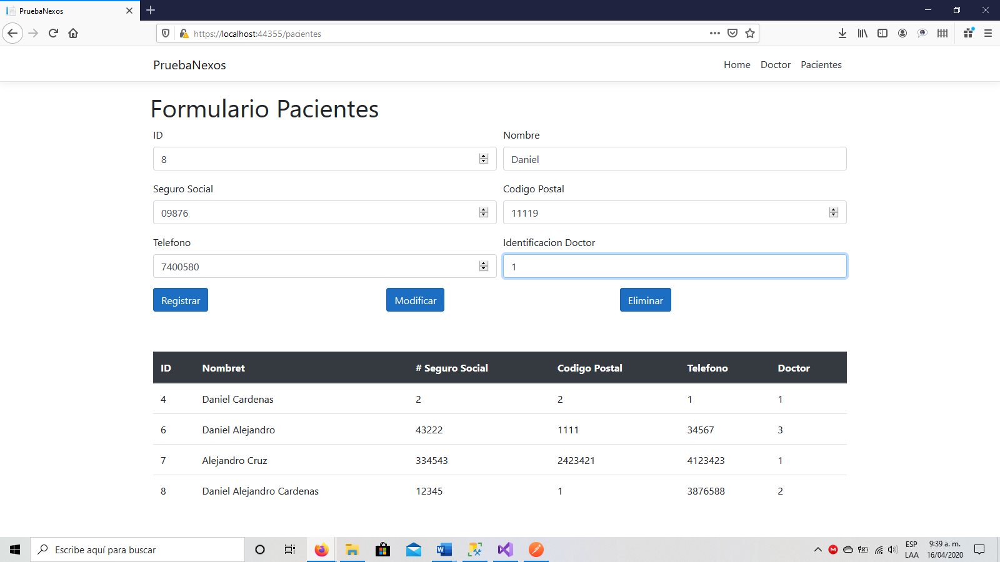 PruebaNexos
https://localhost:44355/pacientes
PruebaNexos
Home Doctor Pacientes
Formulario Pacientes
ID Nombre
8 Daniel
Seguro Social Codigo Postal
09876 11119
Telefono Identificacion Doctor
7400580 1
Registrar Modificar Eliminar
ID Nombret # Seguro Social Codigo Postal Telefono Doctor
4 Daniel Cardenas 2 2 1 1
6 Daniel Alejandro 43222 1111 34567 3
7 Alejandro Cruz 334543 2423421 4123423 1
8 Daniel Alejandro Cardenas 12345 1 3876588 2
Escribe aquí para buscar
ESP 9:39 a. m.
LAA 16/04/2020